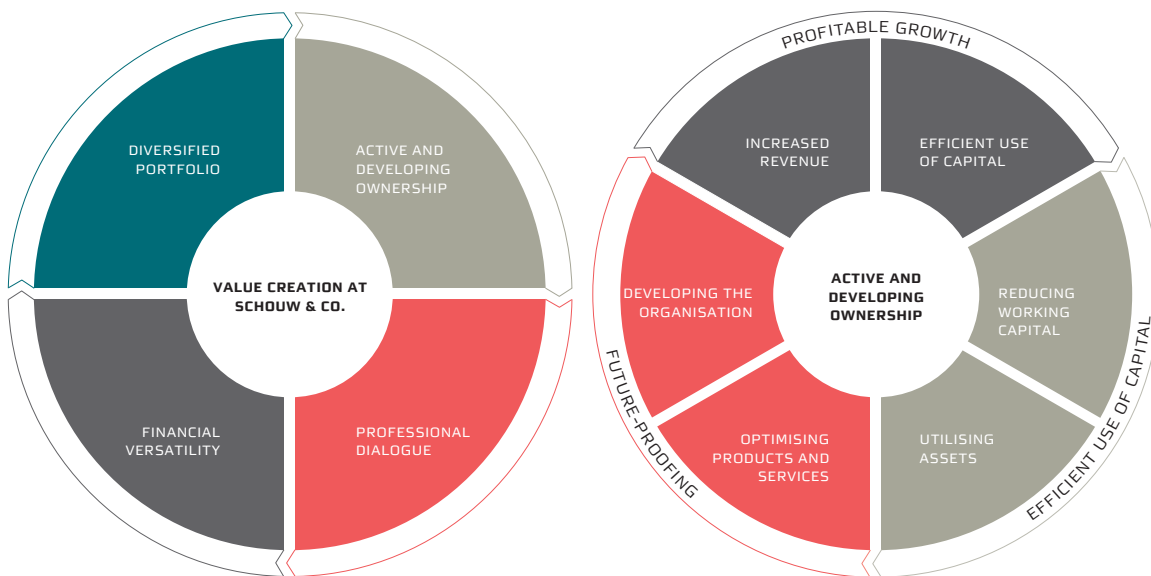 DIVERSIFIED
PORTFOLIO
ACTIVE AND
DEVELOPING
OWNERSHIP
VALUE CREATION AT
SCHOUW & CO.
FINANCIAL
VERSATILITY
PROFESSIONAL
DIALOGUE
PROFITABLE GROWTH
INCREASED
REVENUE
EFFICIENT USE
OF CAPITAL
DEVELOPING THE
ORGANISATION
ACTIVE AND
DEVELOPING
OWNERSHIP
REDUCING
WORKING
CAPITAL
FUTURE-PROOFING
OPTIMISING
PRODUCTS AND
SERVICES
UTILISING
ASSETS
EFFICIENT USE OF CAPITAL